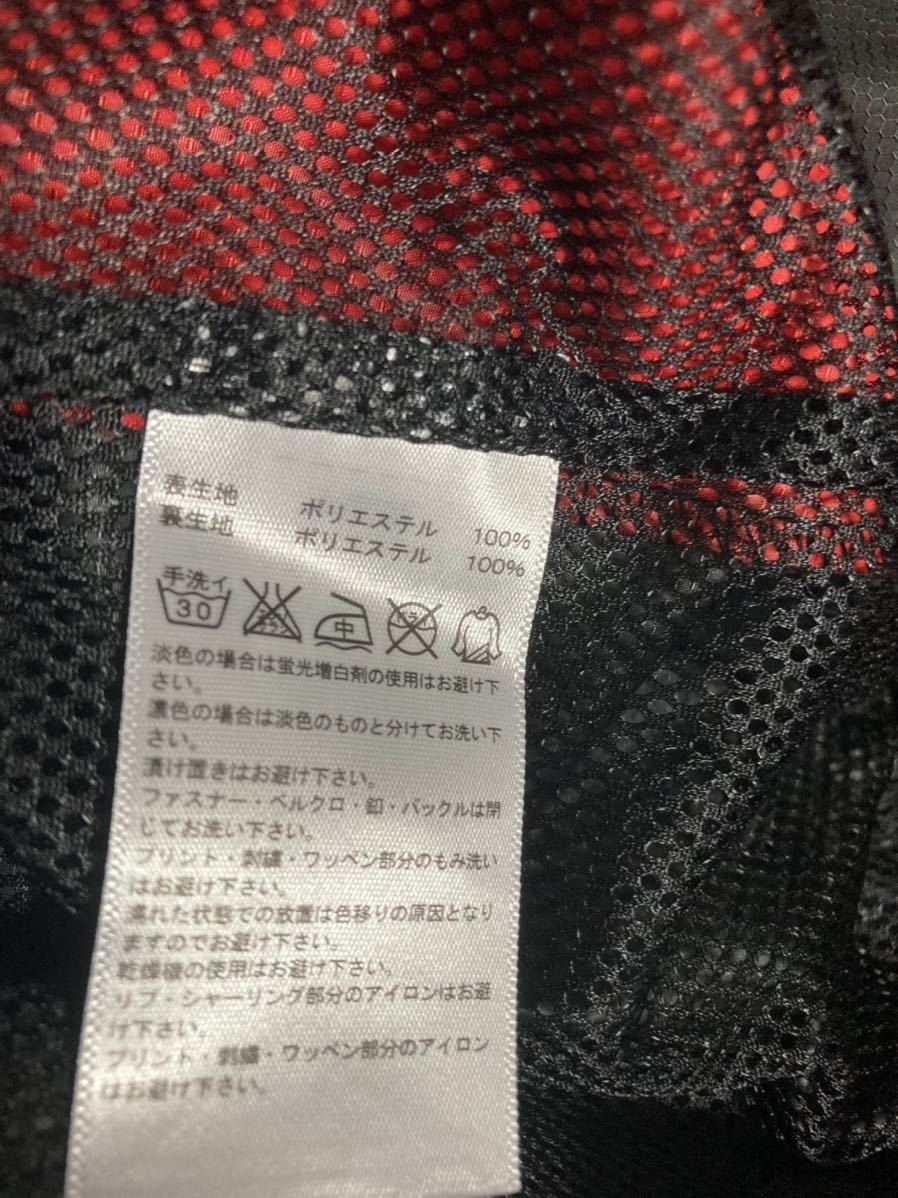 表生地 ポリエステル 100%
裏生地 ポリエステル 100%
手洗イ
30
中
淡色の場合は蛍光増白剤の使用はお避け下
さい。
濃色の場合は淡色のものと分けてお洗い下
さい。
漬け置きはお避け下さい。
ファスナー・ベルクロ・釦・バックルは閉
じてお洗い下さい。
プリント・刺繍・ワッペン部分のもみ洗い
はお避け下さい。
濡れた状態での放置は色移りの原因となり
ますのでお避け下さい。
乾燥機の使用はお避け下さい。
リブ・シャーリング部分のアイロンはお避
け下さい。
プリント・刺繍・ワッペン部分のアイロン
はお避け下さい。